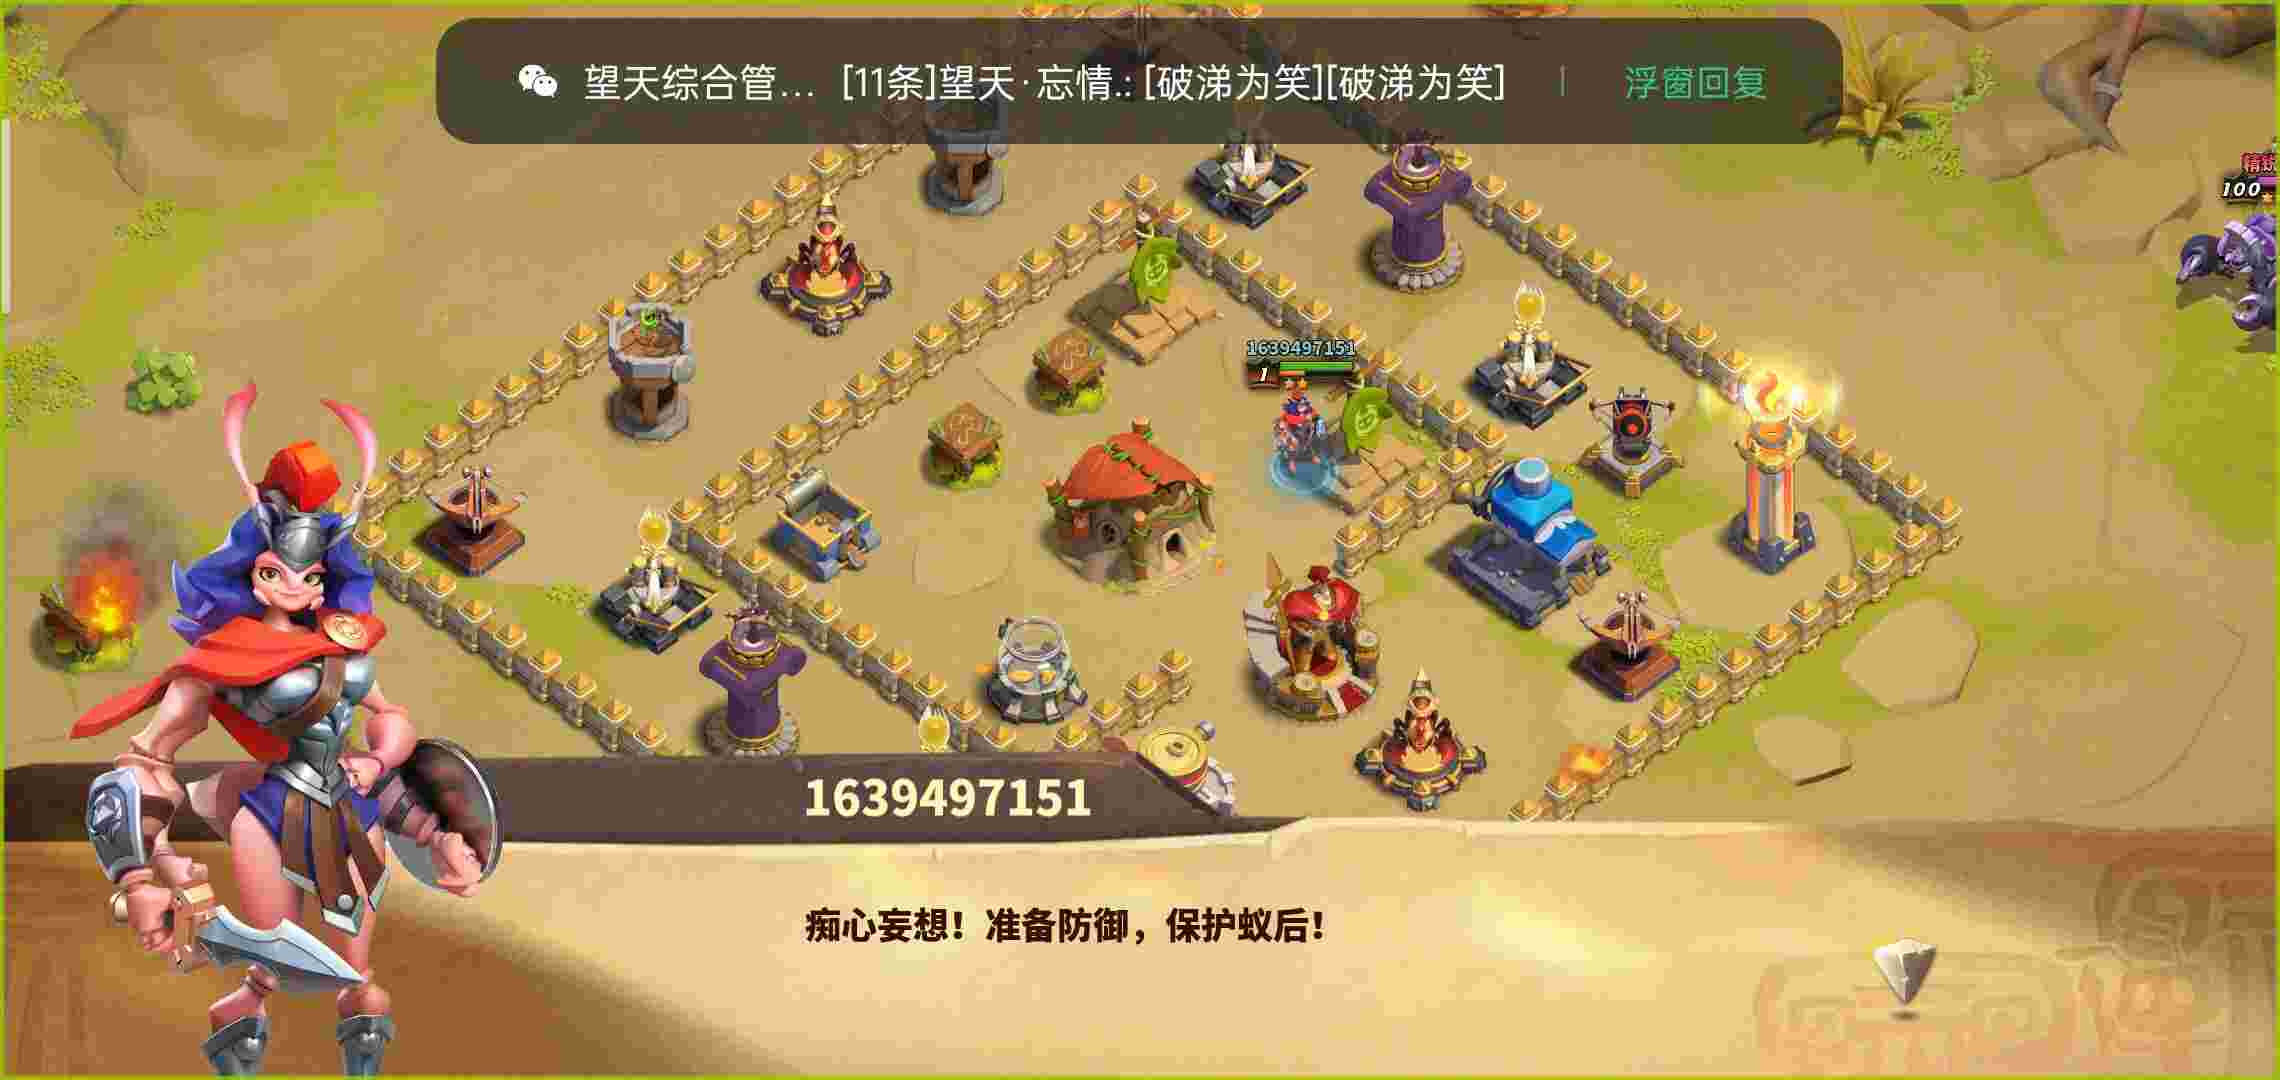 望天综合管... [11条]望天·忘情.: [破涕为笑][破涕为笑] | 浮窗回复
精锐
100
1639497151
1
1639497151
痴心妄想！准备防御，保护蚁后！